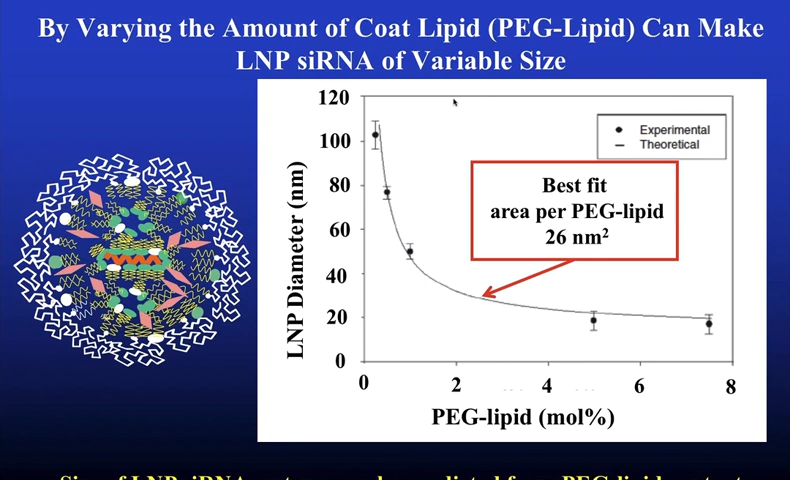 By Varying the Amount of Coat Lipid (PEG-Lipid) Can Make
LNP siRNA of Variable Size
LNP Diameter (nm)
120
100
80
60
40
20
0
Experimental
Theoretical
Best fit
area per PEG-lipid
26 nm²
0 2 4 6 8
PEG-lipid (mol%)